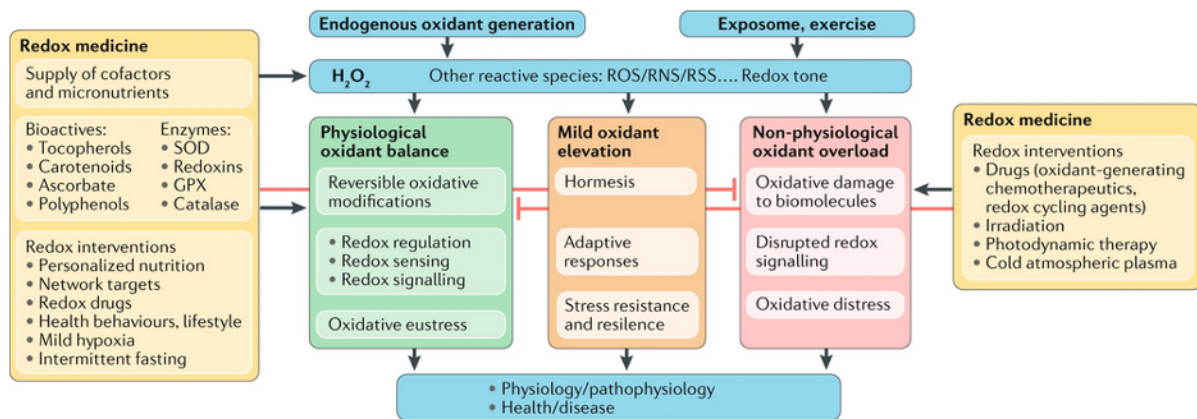 Endogenous oxidant generation
Exposome, exercise
Redox medicine
Supply of cofactors
and micronutrients
Bioactives:
• Tocopherols
• Carotenoids
• Ascorbate
• Polyphenols
Enzymes:
• SOD
• Redoxins
• GPX
• Catalase
Redox interventions
• Personalized nutrition
• Network targets
• Redox drugs
• Health behaviours, lifestyle
• Mild hypoxia
• Intermittent fasting
H₂O₂
Other reactive species: ROS/RNS/RSS.... Redox tone
Physiological
oxidant balance
Reversible oxidative
modifications
• Redox regulation
• Redox sensing
• Redox signalling
Oxidative eustress
Mild oxidant
elevation
Hormesis
Adaptive
responses
Stress resistance
and resilence
Non-physiological
oxidant overload
Oxidative damage
to biomolecules
Disrupted redox
signalling
Oxidative distress
Redox medicine
Redox interventions
• Drugs (oxidant-generating
chemotherapeutics,
redox cycling agents)
• Irradiation
• Photodynamic therapy
• Cold atmospheric plasma
• Physiology/pathophysiology
• Health/disease